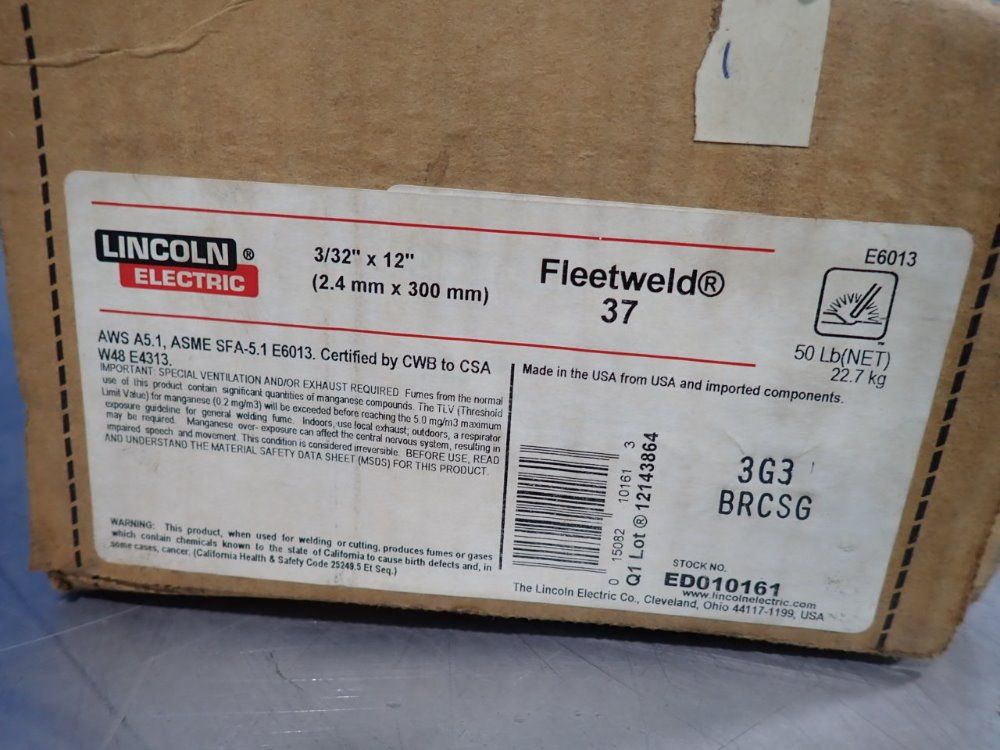 LINCOLN ®
ELECTRIC
3/32" x 12"
(2.4 mm x 300 mm)
Fleetweld®
37
E6013
50 Lb(NET)
22.7 kg
AWS A5.1, ASME SFA-5.1 E6013. Certified by CWB to CSA
W48 E4313.
IMPORTANT: SPECIAL VENTILATION AND/OR EXHAUST REQUIRED. Fumes from the normal
use of this product contain significant quantities of manganese compounds. The TLV (Threshold
Limit Value) for manganese (0.2 mg/m3) will be exceeded before reaching the 5.0 mg/m3 maximum
exposure guideline for general welding fume. Indoors, use local exhaust; outdoors, a respirator
may be required. Manganese over- exposure can affect the central nervous system, resulting in
impaired speech and movement. This condition is considered irreversible. BEFORE USE, READ
AND UNDERSTAND THE MATERIAL SAFETY DATA SHEET (MSDS) FOR THIS PRODUCT.
WARNING: This product, when used for welding or cutting, produces fumes or gases
which contain chemicals known to the state of California to cause birth defects and, in
some cases, cancer. (California Health & Safety Code 25249.5 Et Seq.)
Made in the USA from USA and imported components.
0 15082 10161 3
Q1 Lot ® 12143864
3G3
BRCSG
STOCK NO.
ED010161
www.lincolnelectric.com
The Lincoln Electric Co., Cleveland, Ohio 44117-1199, USA